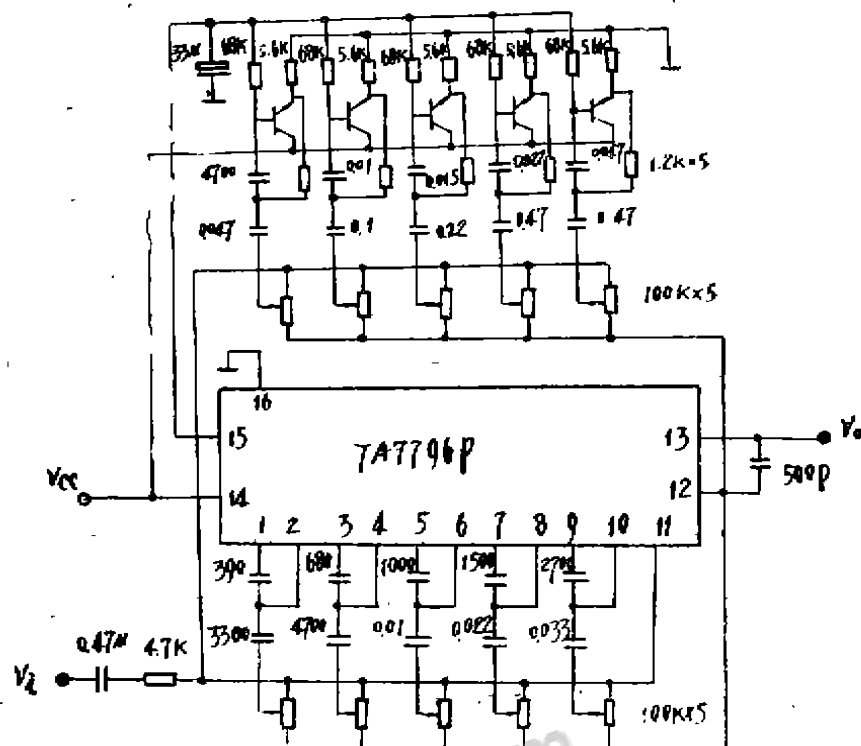 33u 68K 5.6K 68K 5.6K 68K 5.6K 68K 5.6K 68K 5.6K
4700 0.01 0.015 0.022 0.047 1.2K×5
0.047 0.1 0.22 0.47 0.47
100K×5
16
15 TA7796P 13 Vo
Vcc 14 12 500P
1 2 3 4 5 6 7 8 9 10 11
390 680 1000 1500 2700
3300 4700 0.01 0.022 0.033
0.47u 4.7K
Vi
100K×5